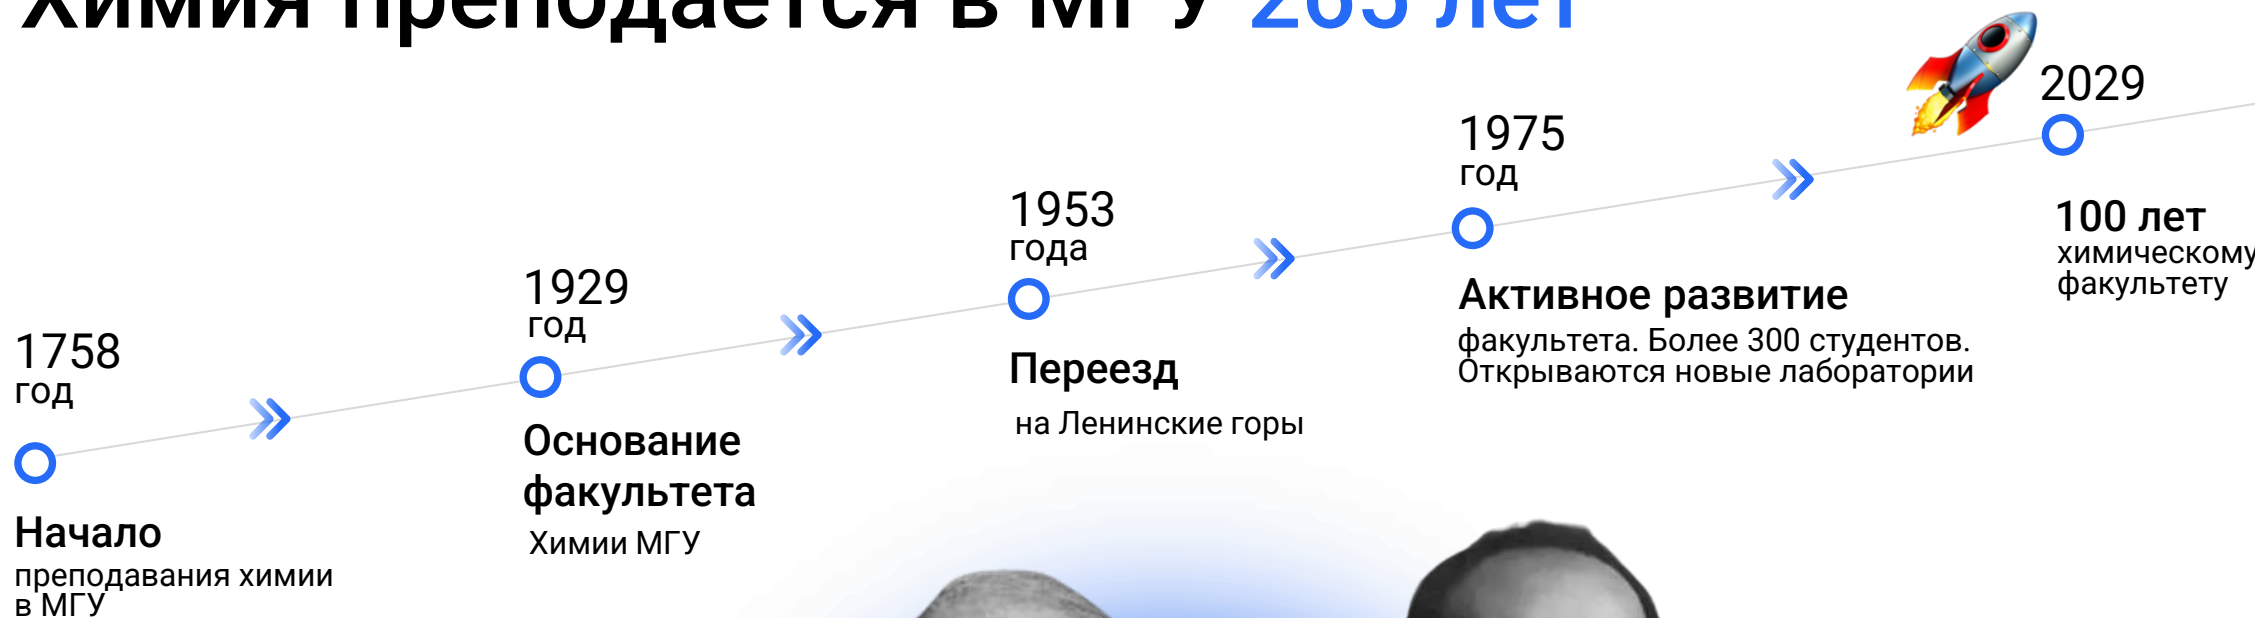 Химия преподается в МГУ 265 лет
1758
год
Начало
преподавания химии
в МГУ
1929
год
Основание
факультета
Химии МГУ
1953
года
Переезд
на Ленинские горы
1975
год
Активное развитие
факультета. Более 300 студентов.
Открываются новые лаборатории
2029
100 лет
химическому
факультету